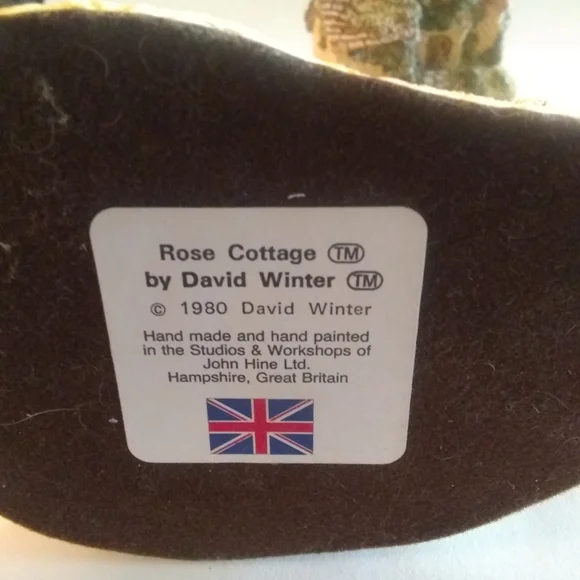 Rose Cottage TM
by David Winter TM
© 1980 David Winter
Hand made and hand painted
in the Studios & Workshops of
John Hine Ltd.
Hampshire, Great Britain